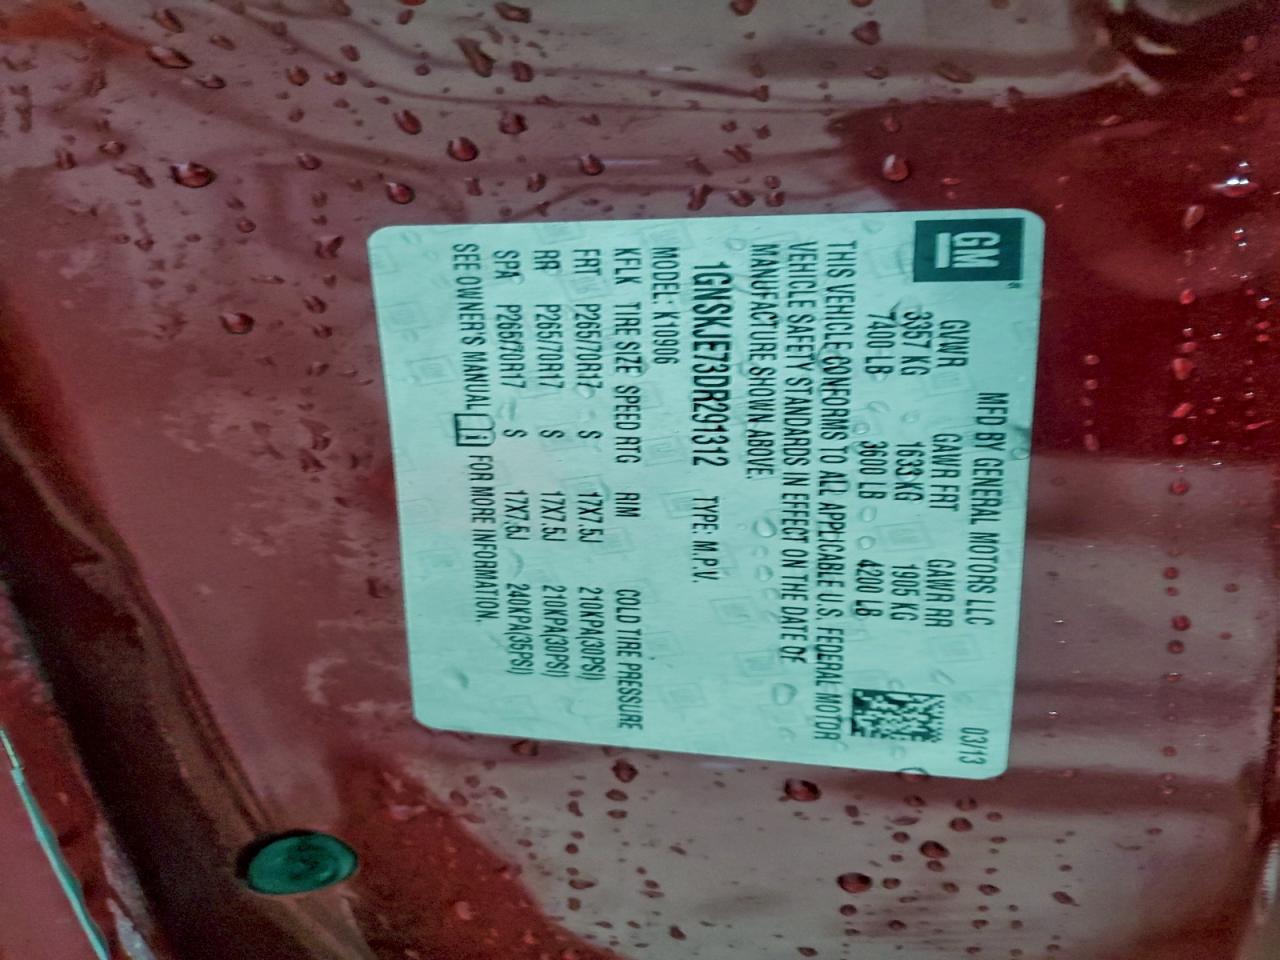 GM
MFD BY GENERAL MOTORS LLC 03/13
GVWR GAWR FRT GAWR RR
3357 KG 1633 KG 1905 KG
7400 LB 3600 LB 4200 LB
THIS VEHICLE CONFORMS TO ALL APPLICABLE U.S. FEDERAL MOTOR
VEHICLE SAFETY STANDARDS IN EFFECT ON THE DATE OF
MANUFACTURE SHOWN ABOVE.
1GNSKJE73DR291312 TYPE: M.P.V.
MODEL: K10906
XFLK TIRE SIZE SPEED RTG RIM COLD TIRE PRESSURE
FRT P265/70R17 S 17X7.5J 210KPA(30PSI)
RR P265/70R17 S 17X7.5J 210KPA(30PSI)
SPA P265/70R17 S 17X7.5J 240KPA(35PSI)
SEE OWNER'S MANUAL FOR MORE INFORMATION.